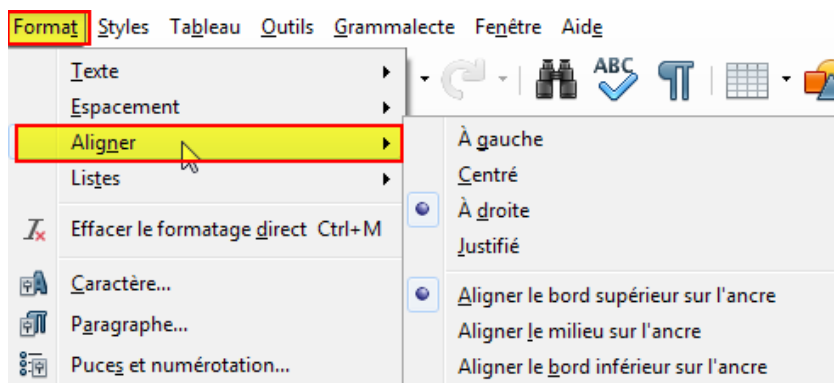 Format Styles Tableau Outils Grammalecte Fenêtre Aide
Texte
Espacement
Aligner
Listes
Effacer le formatage direct Ctrl+M
Caractère...
Paragraphe...
Puces et numérotation...
ABC
À gauche
Centré
À droite
Justifié
Aligner le bord supérieur sur l'ancre
Aligner le milieu sur l'ancre
Aligner le bord inférieur sur l'ancre